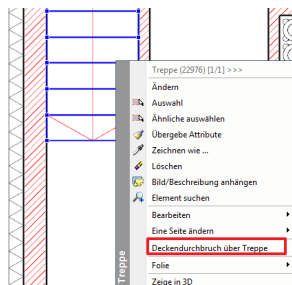 Treppe (22976) [1/1] >>>
Ändern
Auswahl
Ähnliche auswählen
Übergebe Attribute
Zeichnen wie ...
Löschen
Bild/Beschreibung anhängen
Element suchen
Bearbeiten
Eine Seite ändern
Deckendurchbruch über Treppe
Folie
Zeige in 3D
Treppe